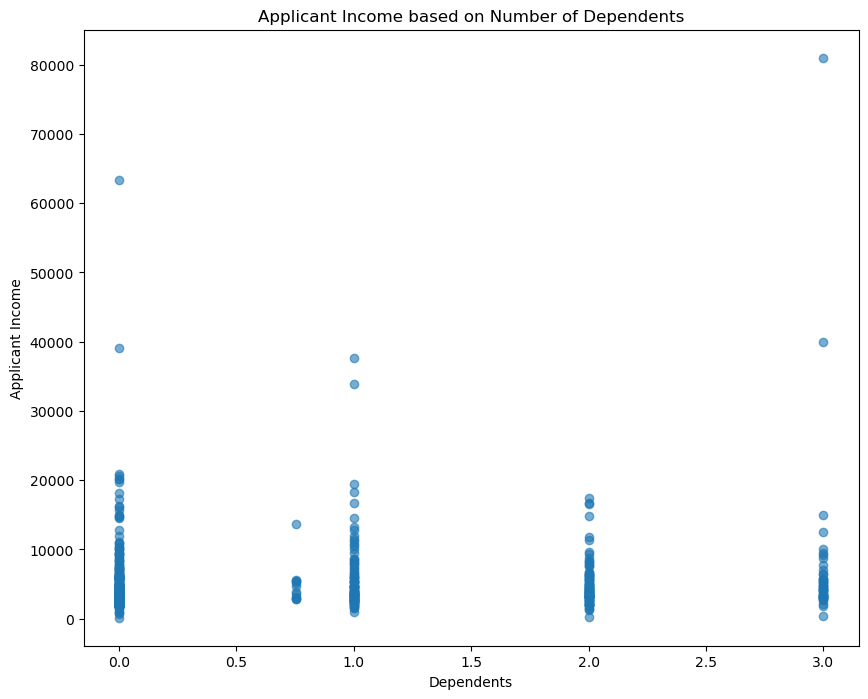 Applicant Income based on Number of Dependents
80000
70000
60000
50000
40000
30000
20000
10000
0
Applicant Income
0.0 0.5 1.0 1.5 2.0 2.5 3.0
Dependents